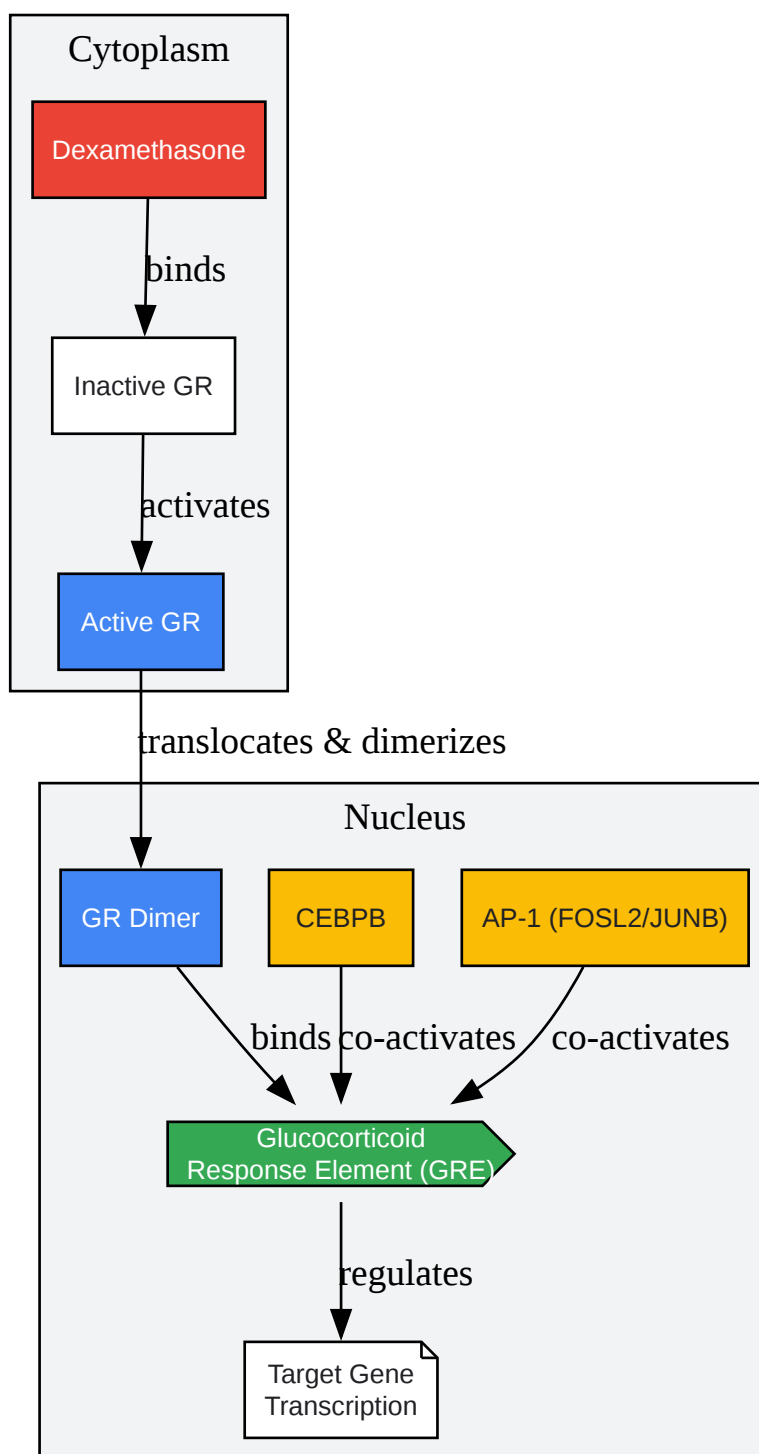 Cytoplasm
Dexamethasone
binds
Inactive GR
activates
Active GR
translocates & dimerizes
Nucleus
GR Dimer
CEBPB
AP-1 (FOSL2/JUNB)
binds
co-activates
co-activates
Glucocorticoid
Response Element (GRE)
regulates
Target Gene
Transcription